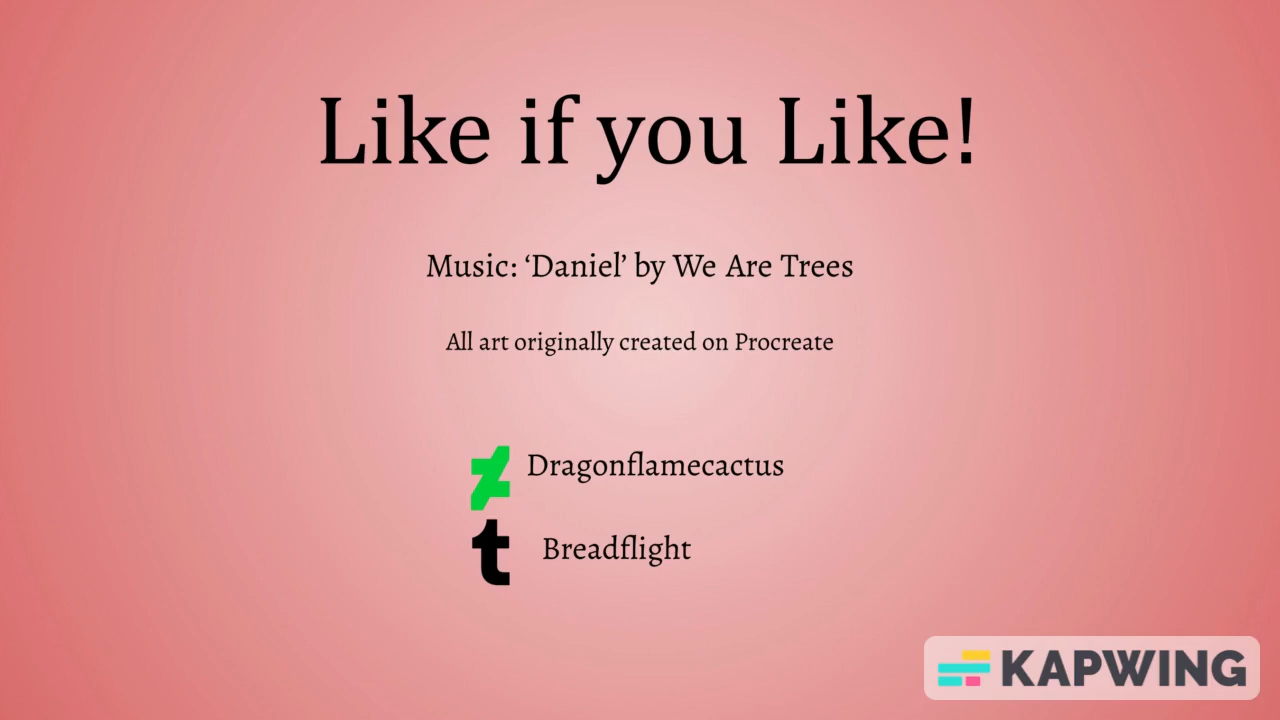 Like if you Like!
Music: ‘Daniel’ by We Are Trees
All art originally created on Procreate
Dragonflamecactus
t Breadflight
KAPWING